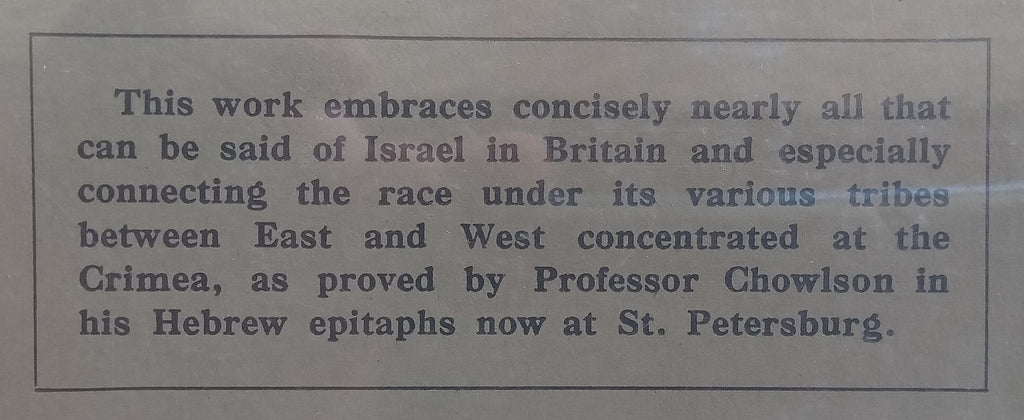 This work embraces concisely nearly all that
can be said of Israel in Britain and especially
connecting the race under its various tribes
between East and West concentrated at the
Crimea, as proved by Professor Chowlson in
his Hebrew epitaphs now at St. Petersburg.